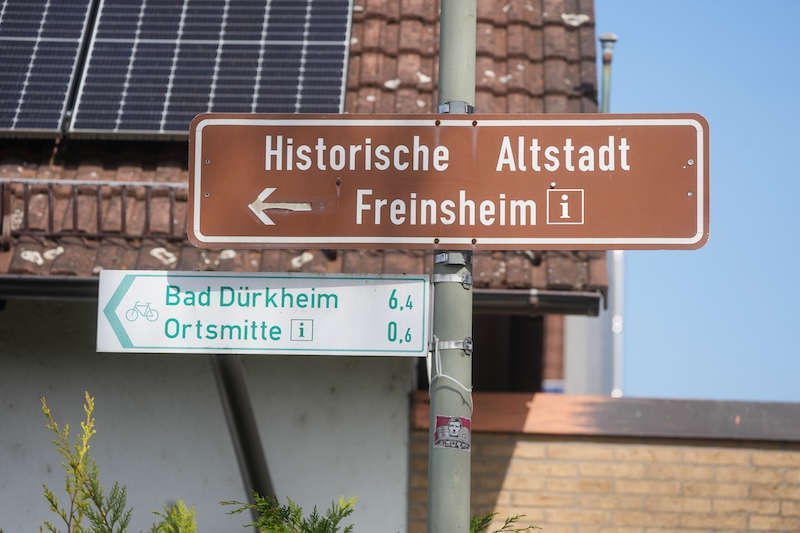 Historische Altstadt
Freinsheim i
Bad Dürkheim 6,4
Ortsmitte i 0,6